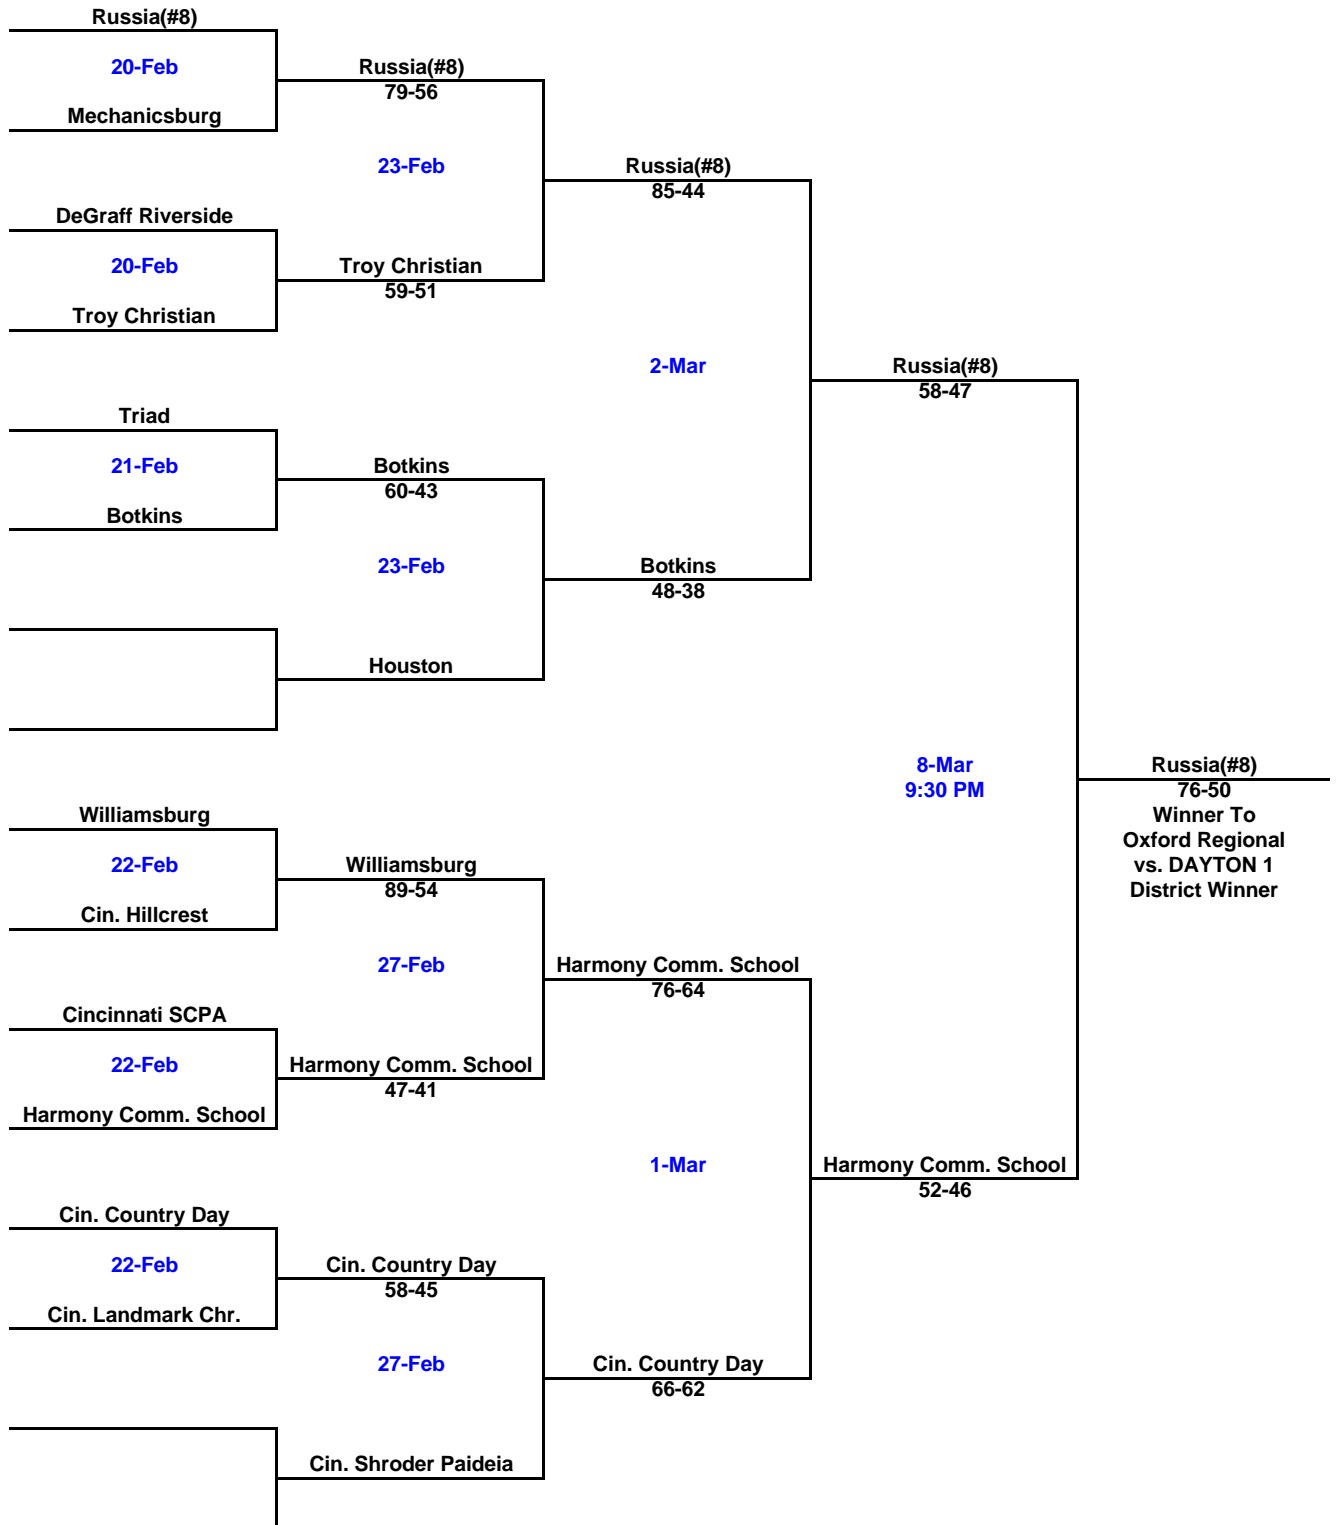 Russia(#8)
20-Feb
Mechanicsburg
Russia(#8)
79-56
23-Feb
DeGraff Riverside
20-Feb
Troy Christian
Troy Christian
59-51
Russia(#8)
85-44
2-Mar
Triad
21-Feb
Botkins
Botkins
60-43
23-Feb
Houston
Botkins
48-38
Russia(#8)
58-47
8-Mar
9:30 PM
Williamsburg
22-Feb
Cin. Hillcrest
Williamsburg
89-54
27-Feb
Cincinnati SCPA
22-Feb
Harmony Comm. School
Harmony Comm. School
47-41
Harmony Comm. School
76-64
1-Mar
Cin. Country Day
22-Feb
Cin. Landmark Chr.
Cin. Country Day
58-45
27-Feb
Cin. Shroder Paideia
Cin. Country Day
66-62
Harmony Comm. School
52-46
Russia(#8)
76-50
Winner To
Oxford Regional
vs. DAYTON 1
District Winner